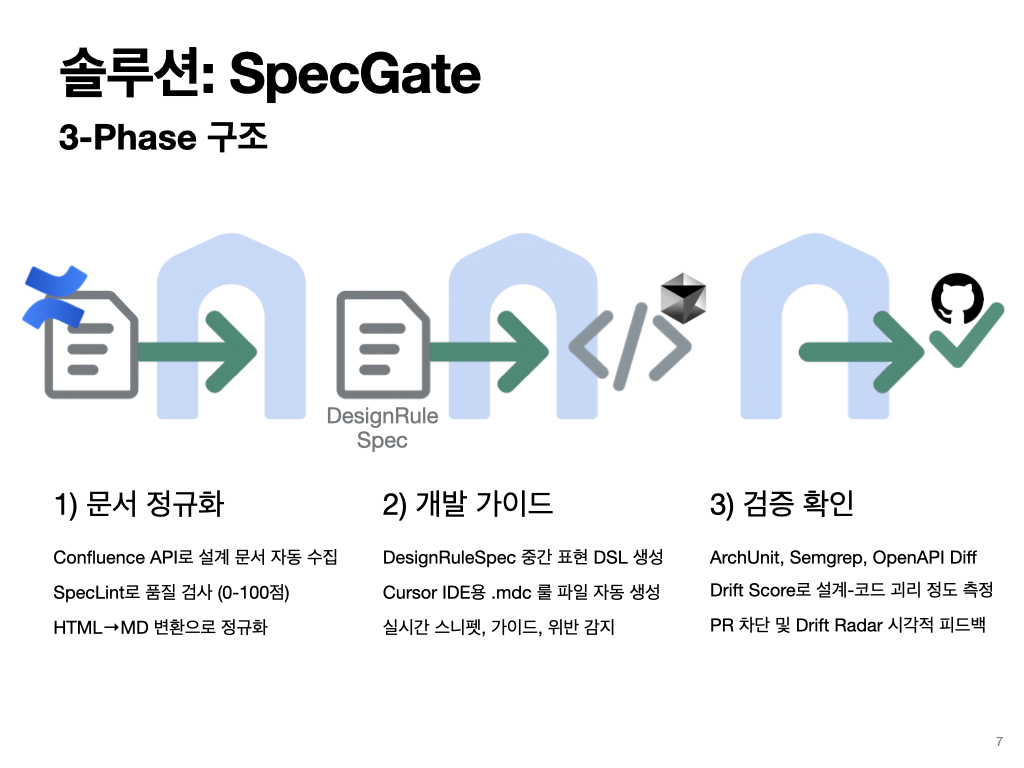 솔루션: SpecGate
3-Phase 구조
DesignRule
Spec
1) 문서 정규화
Confluence API로 설계 문서 자동 수집
SpecLint로 품질 검사 (0-100점)
HTML→MD 변환으로 정규화
2) 개발 가이드
DesignRuleSpec 중간 표현 DSL 생성
Cursor IDE용 .mdc 룰 파일 자동 생성
실시간 스니펫, 가이드, 위반 감지
3) 검증 확인
ArchUnit, Semgrep, OpenAPI Diff
Drift Score로 설계-코드 괴리 정도 측정
PR 차단 및 Drift Radar 시각적 피드백
7